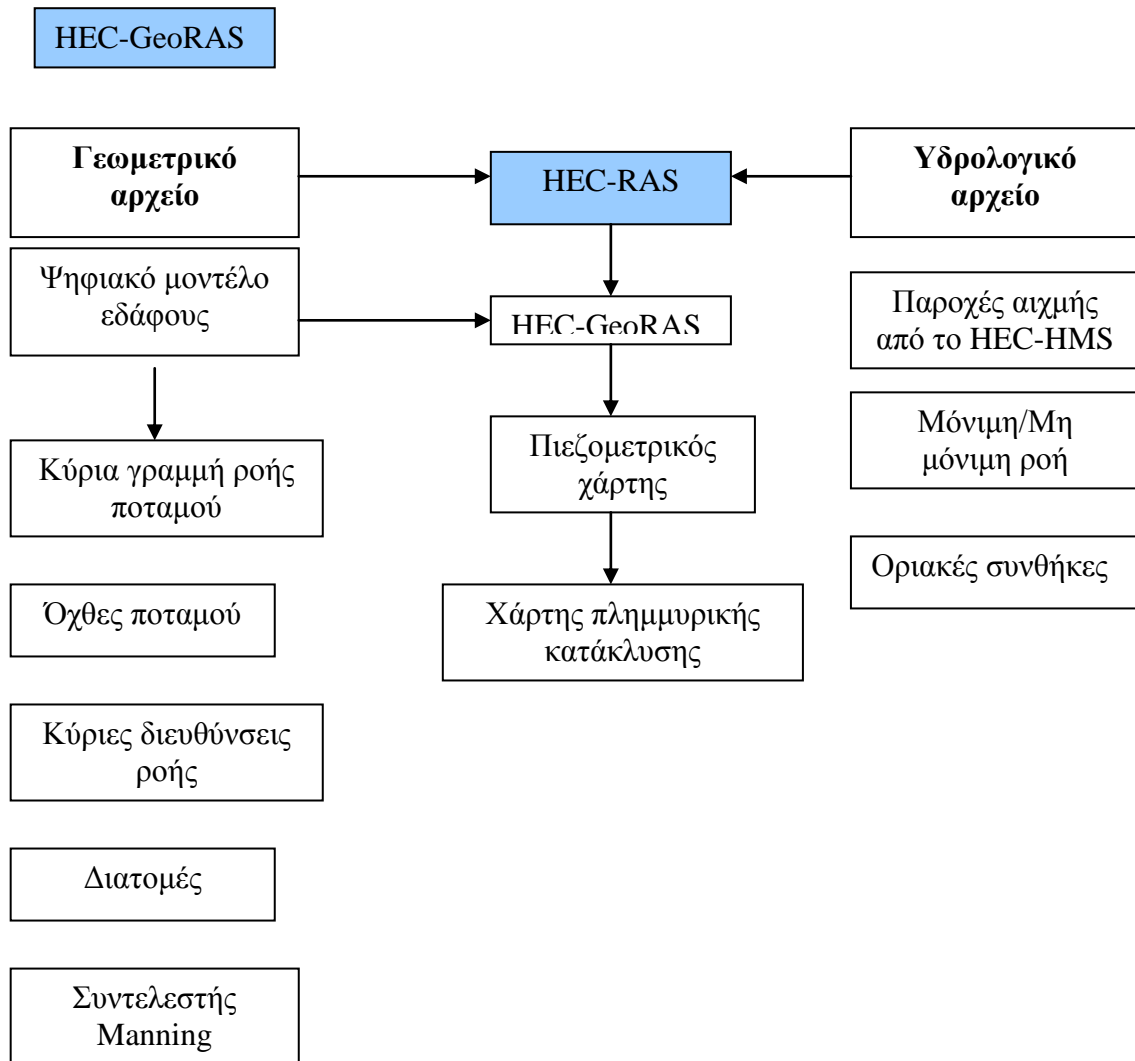 HEC-GeoRAS
Γεωμετρικό
αρχείο
Ψηφιακό μοντέλο
εδάφους
Κύρια γραμμή ροής
ποταμού
Όχθες ποταμού
Κύριες διευθύνσεις
ροής
Διατομές
Συντελεστής
Manning
HEC-RAS
HEC-GeoRAS
Πιεζομετρικός
χάρτης
Χάρτης πλημμυρικής
κατάκλυσης
Υδρολογικό
αρχείο
Παροχές αιχμής
από το HEC-HMS
Μόνιμη/Μη
μόνιμη ροή
Οριακές συνθήκες